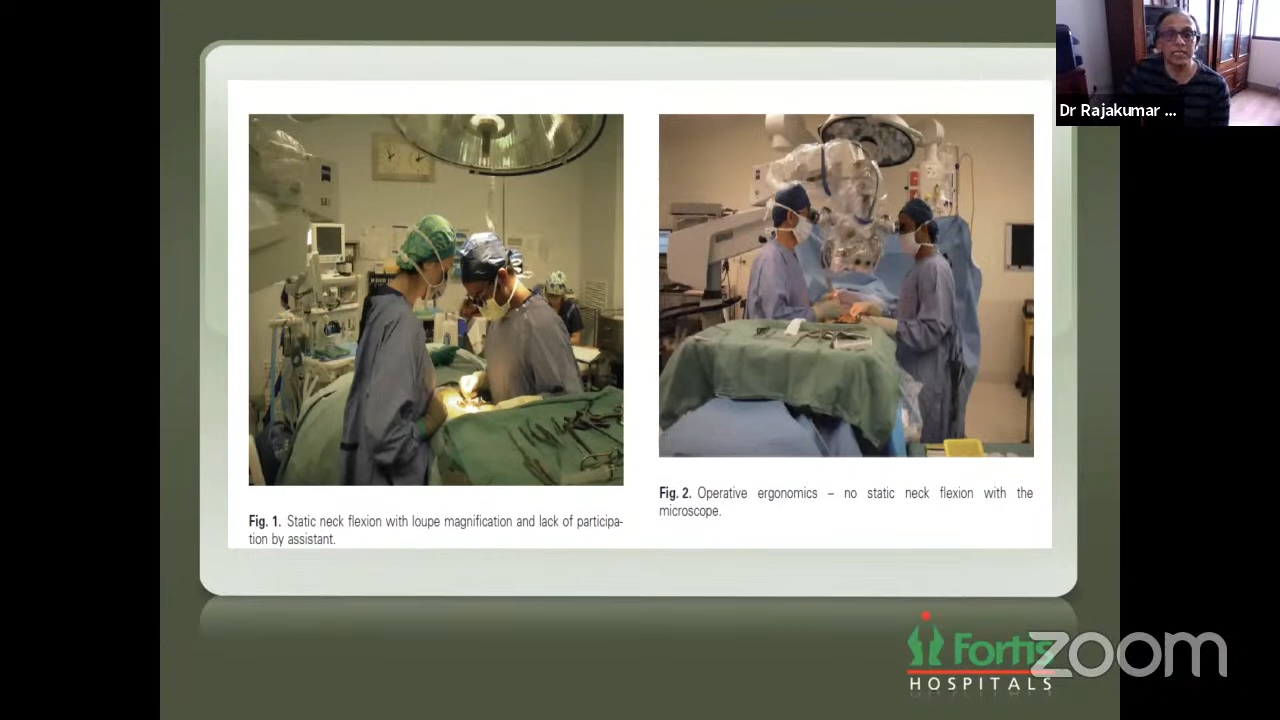 Dr Rajakumar ...
Fig. 1. Static neck flexion with loupe magnification and lack of participa-
tion by assistant.
Fig. 2. Operative ergonomics – no static neck flexion with the
microscope.
Fortis
HOSPITALS
zoom